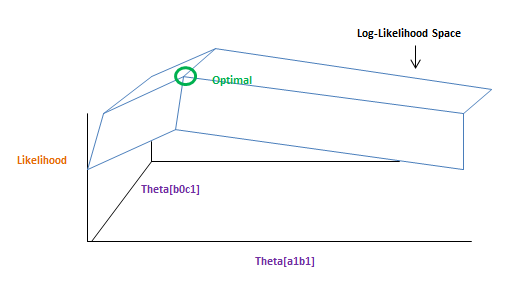 Log-Likelihood Space
Optimal
Likelihood
Theta[b0c1]
Theta[a1b1]